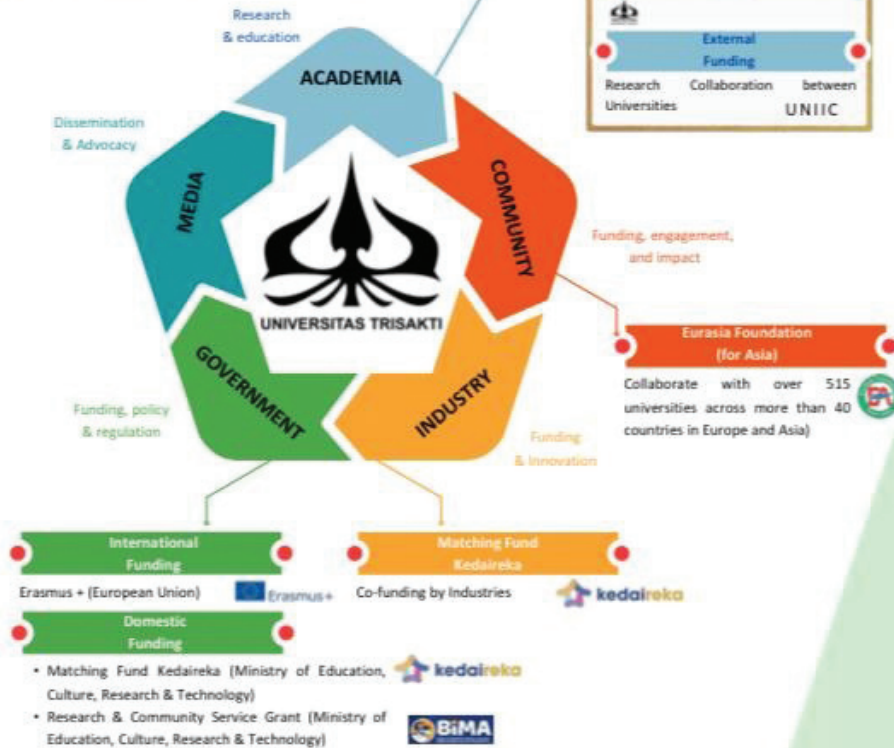 Research
& education
External
Funding
Research Collaboration between
Universities UNIIC
ACADEMIA
Dissemination
& Advocacy
MEDIA
COMMUNITY
Funding, engagement,
and impact
UNIVERSITAS TRISAKTI
Eurasia Foundation
(for Asia)
Collaborate with over 515
universities across more than 40
countries in Europe and Asia)
GOVERNMENT
INDUSTRY
Funding, policy
& regulation
Funding
& Innovation
International
Funding
Erasmus + (European Union)
Erasmus+
Matching Fund
Kedaireka
Co-funding by Industries
kedaireka
Domestic
Funding
• Matching Fund Kedaireka (Ministry of Education,
Culture, Research & Technology)
kedaireka
• Research & Community Service Grant (Ministry of
Education, Culture, Research & Technology)
BiMA